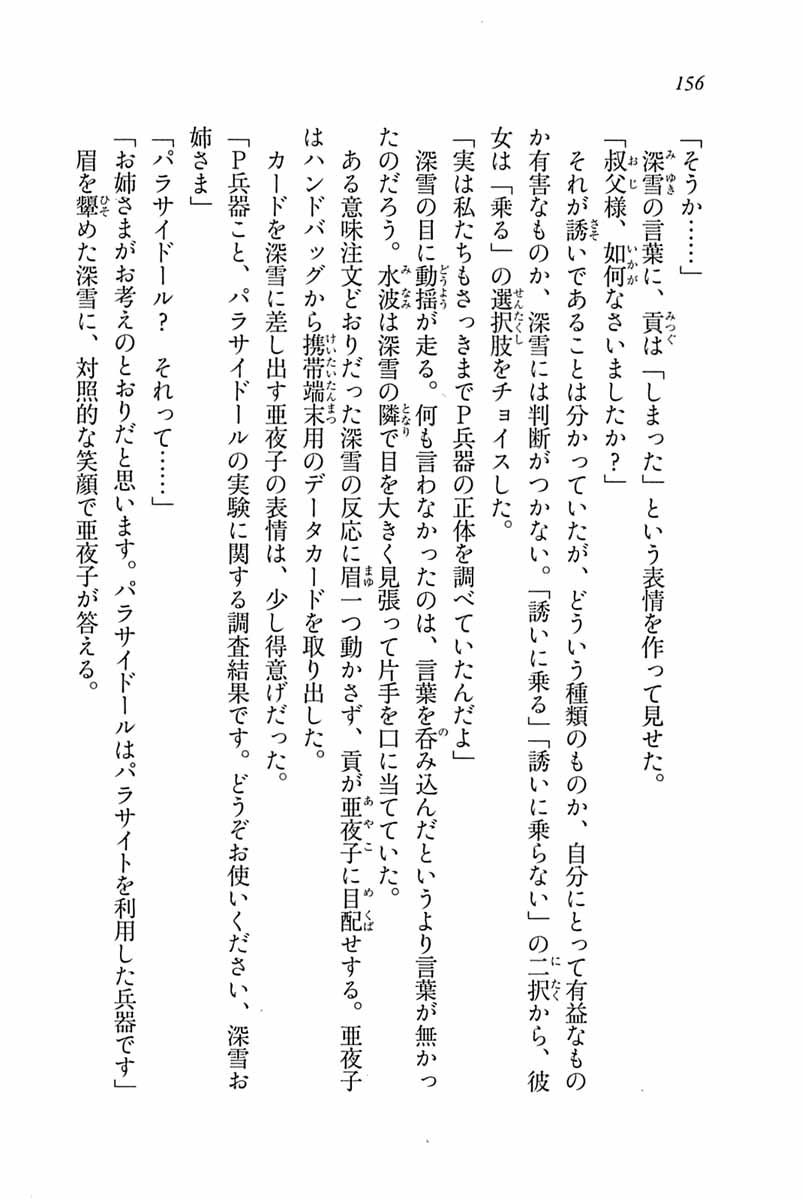 156
「そうか……」
深雪の言葉に、貢は「しまった」という表情を作って見せた。
「叔父様、如何なさいましたか？」
それが誘いであることは分かっていたが、どういう種類のものか、自分にとって有益なもの
か有害なものか、深雪には判断がつかない。「誘いに乗る」「誘いに乗らない」の二択から、彼
女は「乗る」の選択肢をチョイスした。
「実は私たちもさっきまでＰ兵器の正体を調べていたんだよ」
深雪の目に動揺が走る。何も言わなかったのは、言葉を呑み込んだというより言葉が無かっ
たのだろう。水波は深雪の隣で目を大きく見張って片手を口に当てていた。
ある意味注文どおりだった深雪の反応に眉一つ動かさず、貢が亜夜子に目配せする。亜夜子
はハンドバッグから携帯端末用のデータカードを取り出した。
カードを深雪に差し出す亜夜子の表情は、少し得意げだった。
「Ｐ兵器こと、パラサイドールの実験に関する調査結果です。どうぞお使いください、深雪お
姉さま」
「パラサイドール？　それって……」
「お姉さまがお考えのとおりだと思います。パラサイドールはパラサイトを利用した兵器です」
眉を顰めた深雪に、対照的な笑顔で亜夜子が答える。